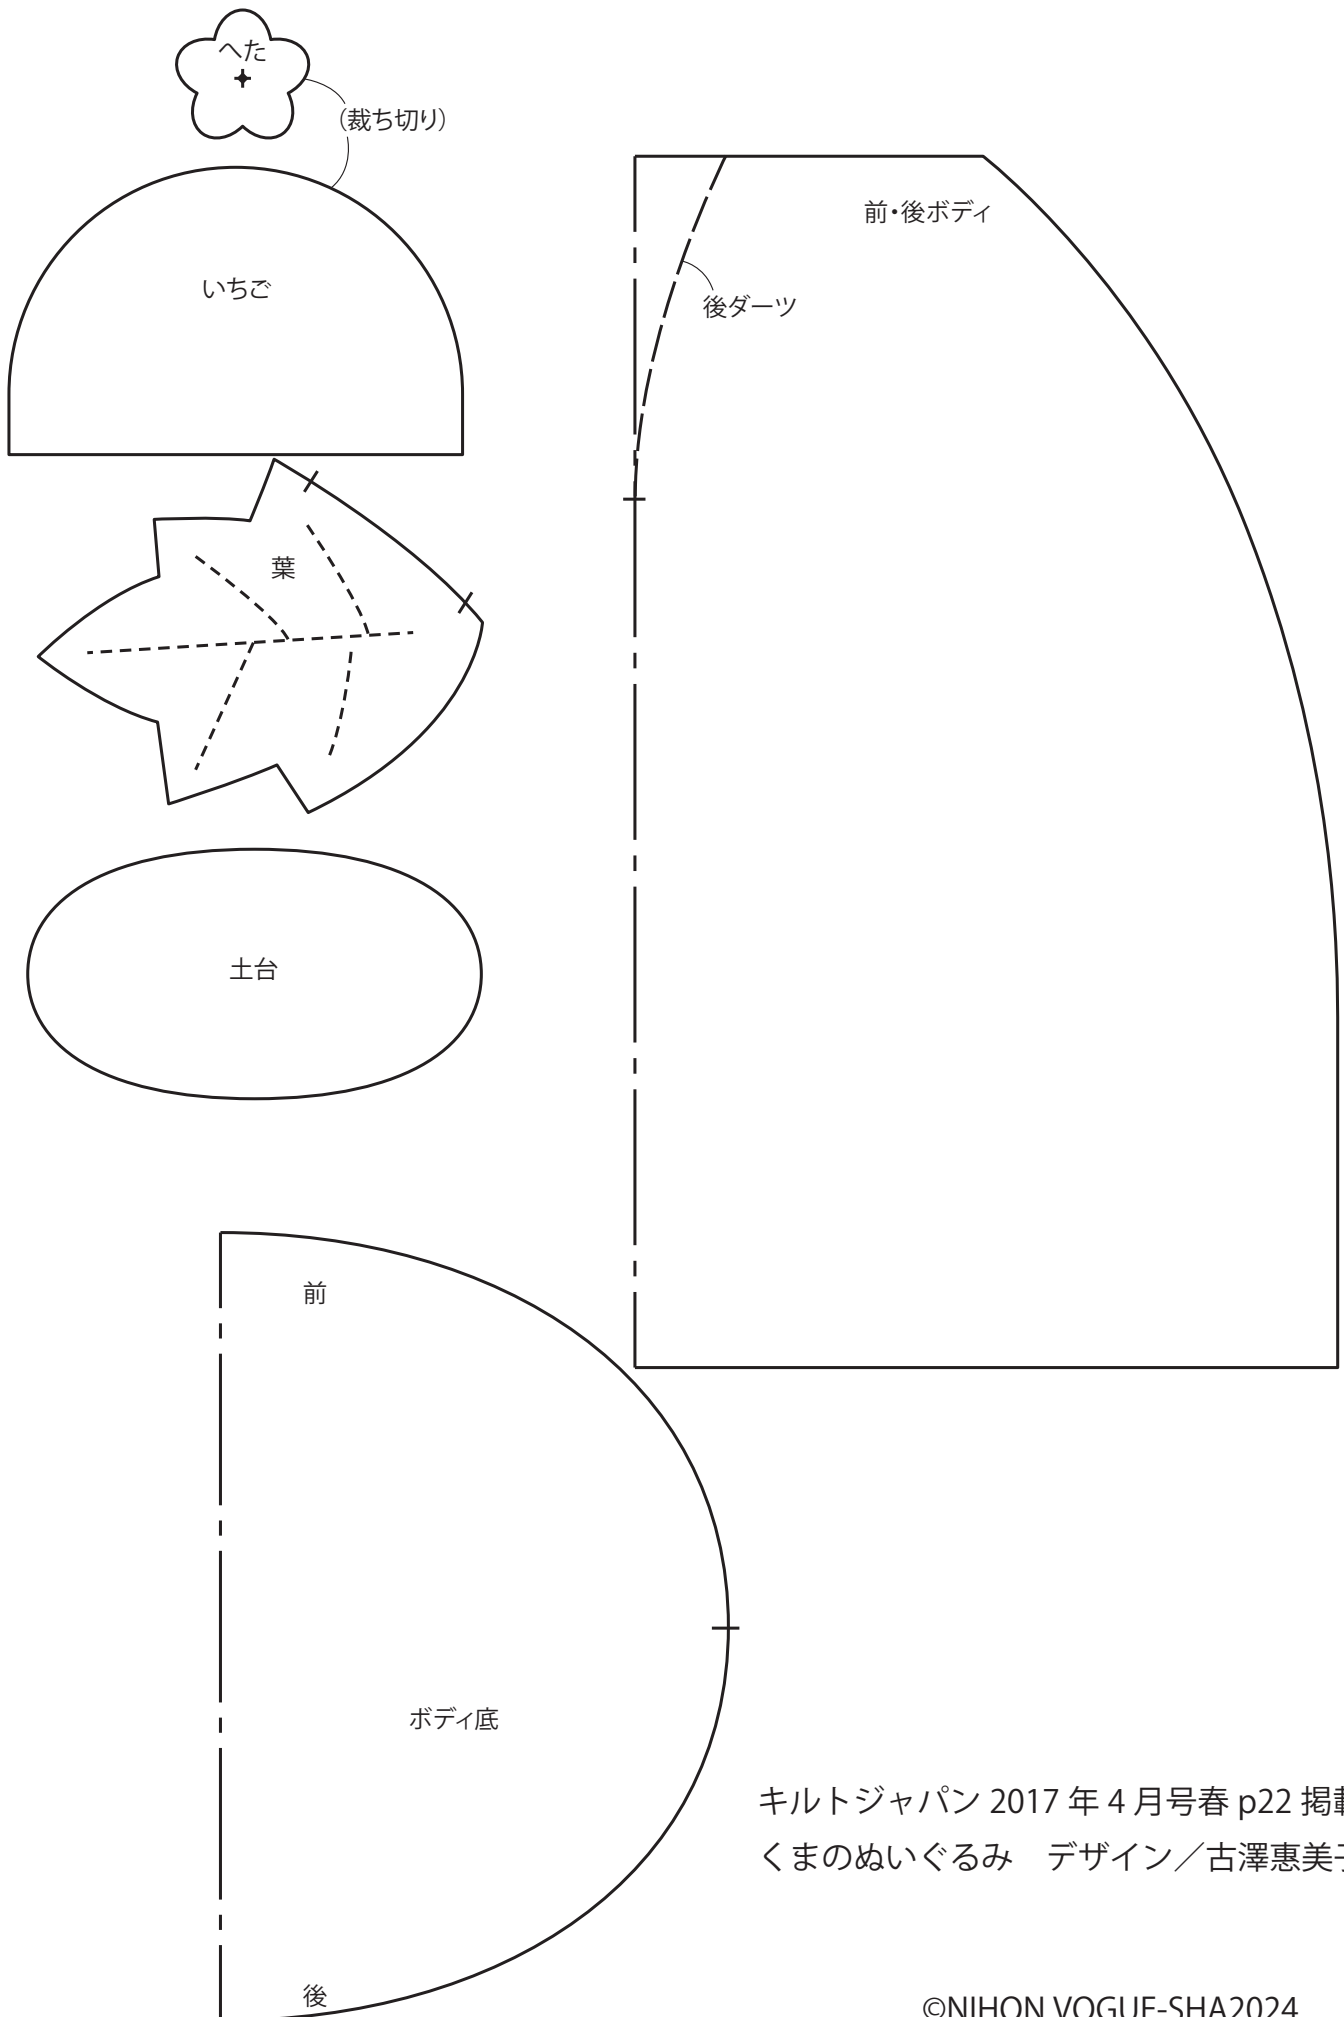 へた
（裁ち切り）
いちご
前・後ボディ
後ダーツ
葉
土台
前
ボディ底
後
キルトジャパン 2017 年 4 月号春 p22 掲
くまのぬいぐるみ　デザイン／古澤惠美
©NIHON VOGUE-SHA2024